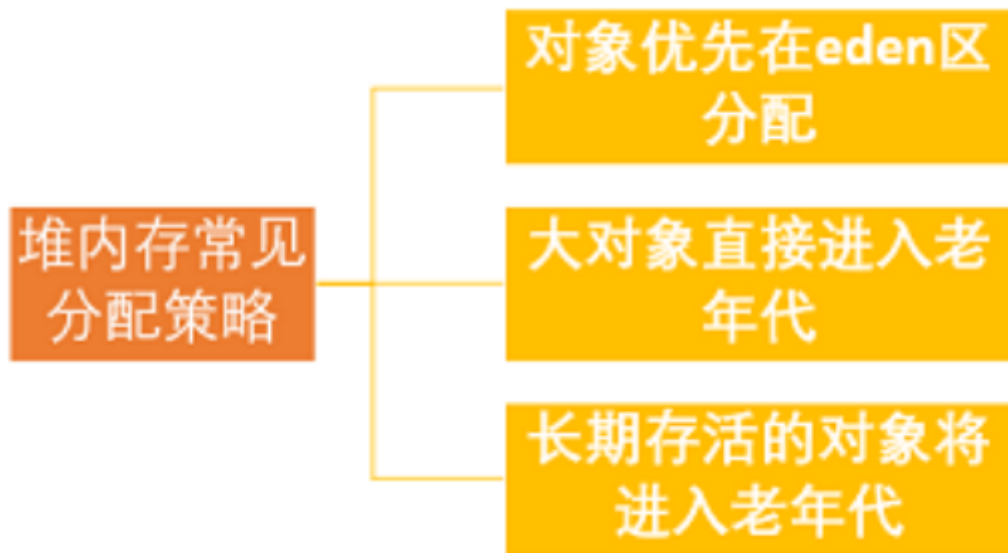 对象优先在eden区
分配
堆内存常见
分配策略
大对象直接进入老
年代
长期存活的对象将
进入老年代